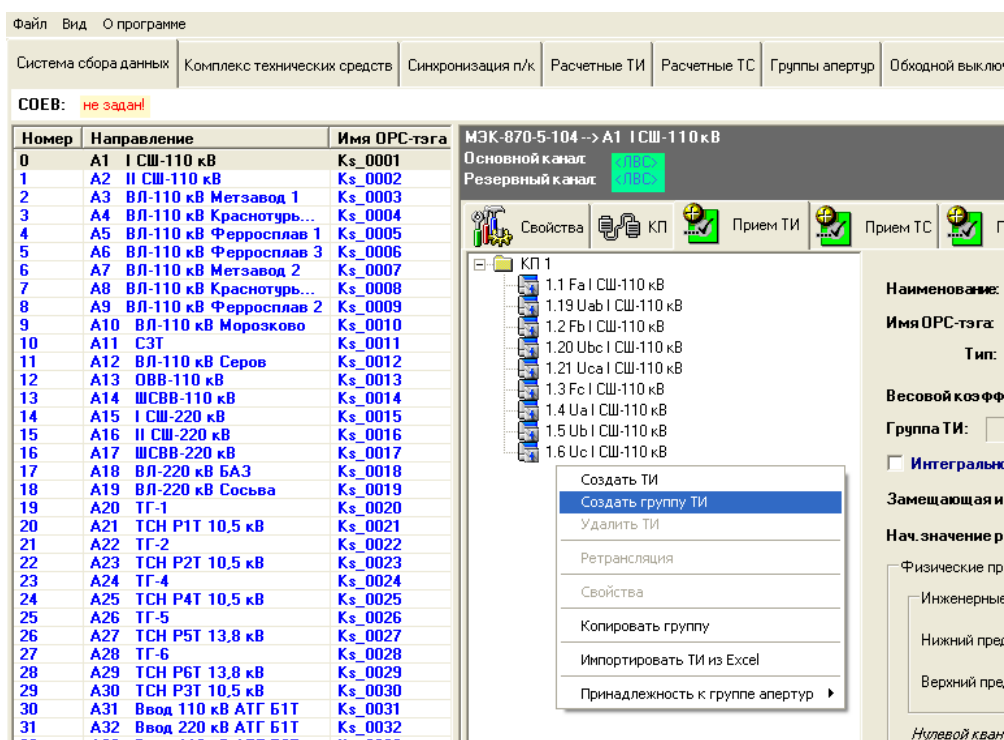 Файл Вид О программе
Система сбора данных Комплекс технических средств Синхронизация п/к Расчетные ТИ Расчетные ТС Группы апертур Обходной выклю
СОЕВ: не задан!
Номер Направление Имя OPC-тэга
0 А1 I СШ-110 кВ Ks_0001
1 А2 II СШ-110 кВ Ks_0002
2 А3 ВЛ-110 кВ Метзавод 1 Ks_0003
3 А4 ВЛ-110 кВ Краснотурь... Ks_0004
4 А5 ВЛ-110 кВ Ферросплав 1 Ks_0005
5 А6 ВЛ-110 кВ Ферросплав 3 Ks_0006
6 А7 ВЛ-110 кВ Метзавод 2 Ks_0007
7 А8 ВЛ-110 кВ Краснотурь... Ks_0008
8 А9 ВЛ-110 кВ Ферросплав 2 Ks_0009
9 А10 ВЛ-110 кВ Морозково Ks_0010
10 А11 СЗТ Ks_0011
11 А12 ВЛ-110 кВ Серов Ks_0012
12 А13 ОВВ-110 кВ Ks_0013
13 А14 ШСВВ-110 кВ Ks_0014
14 А15 I СШ-220 кВ Ks_0015
15 А16 II СШ-220 кВ Ks_0016
16 А17 ШСВВ-220 кВ Ks_0017
17 А18 ВЛ-220 кВ БАЗ Ks_0018
18 А19 ВЛ-220 кВ Сосьва Ks_0019
19 А20 ТГ-1 Ks_0020
20 А21 ТСН Р1Т 10,5 кВ Ks_0021
21 А22 ТГ-2 Ks_0022
22 А23 ТСН Р2Т 10,5 кВ Ks_0023
23 А24 ТГ-4 Ks_0024
24 А25 ТСН Р4Т 10,5 кВ Ks_0025
25 А26 ТГ-5 Ks_0026
26 А27 ТСН Р5Т 13,8 кВ Ks_0027
27 А28 ТГ-6 Ks_0028
28 А29 ТСН Р6Т 13,8 кВ Ks_0029
29 А30 ТСН Р3Т 10,5 кВ Ks_0030
30 А31 Ввод 110 кВ АТГ Б1Т Ks_0031
31 А32 Ввод 220 кВ АТГ Б1Т Ks_0032
МЭК-870-5-104 --> А1 I СШ-110 кВ
Основной канал: <ЛВС>
Резервный канал: <ЛВС>
Свойства КП Прием ТИ Прием ТС П
КП 1
1.1 Fa I СШ-110 кВ
1.19 Uab I СШ-110 кВ
1.2 Fb I СШ-110 кВ
1.20 Ubc I СШ-110 кВ
1.21 Uca I СШ-110 кВ
1.3 Fc I СШ-110 кВ
1.4 Ua I СШ-110 кВ
1.5 Ub I СШ-110 кВ
1.6 Uc I СШ-110 кВ
Создать ТИ
Создать группу ТИ
Удалить ТИ
Ретрансляция
Свойства
Копировать группу
Импортировать ТИ из Excel
Принадлежность к группе апертур
Наименование:
Имя OPC-тэга:
Тип:
Весовой коэфф
Группа ТИ:
Интегрально
Замещающая и
Нач. значение р
Физические пр
Инженерные
Нижний пред
Верхний пред
Нулевой кван